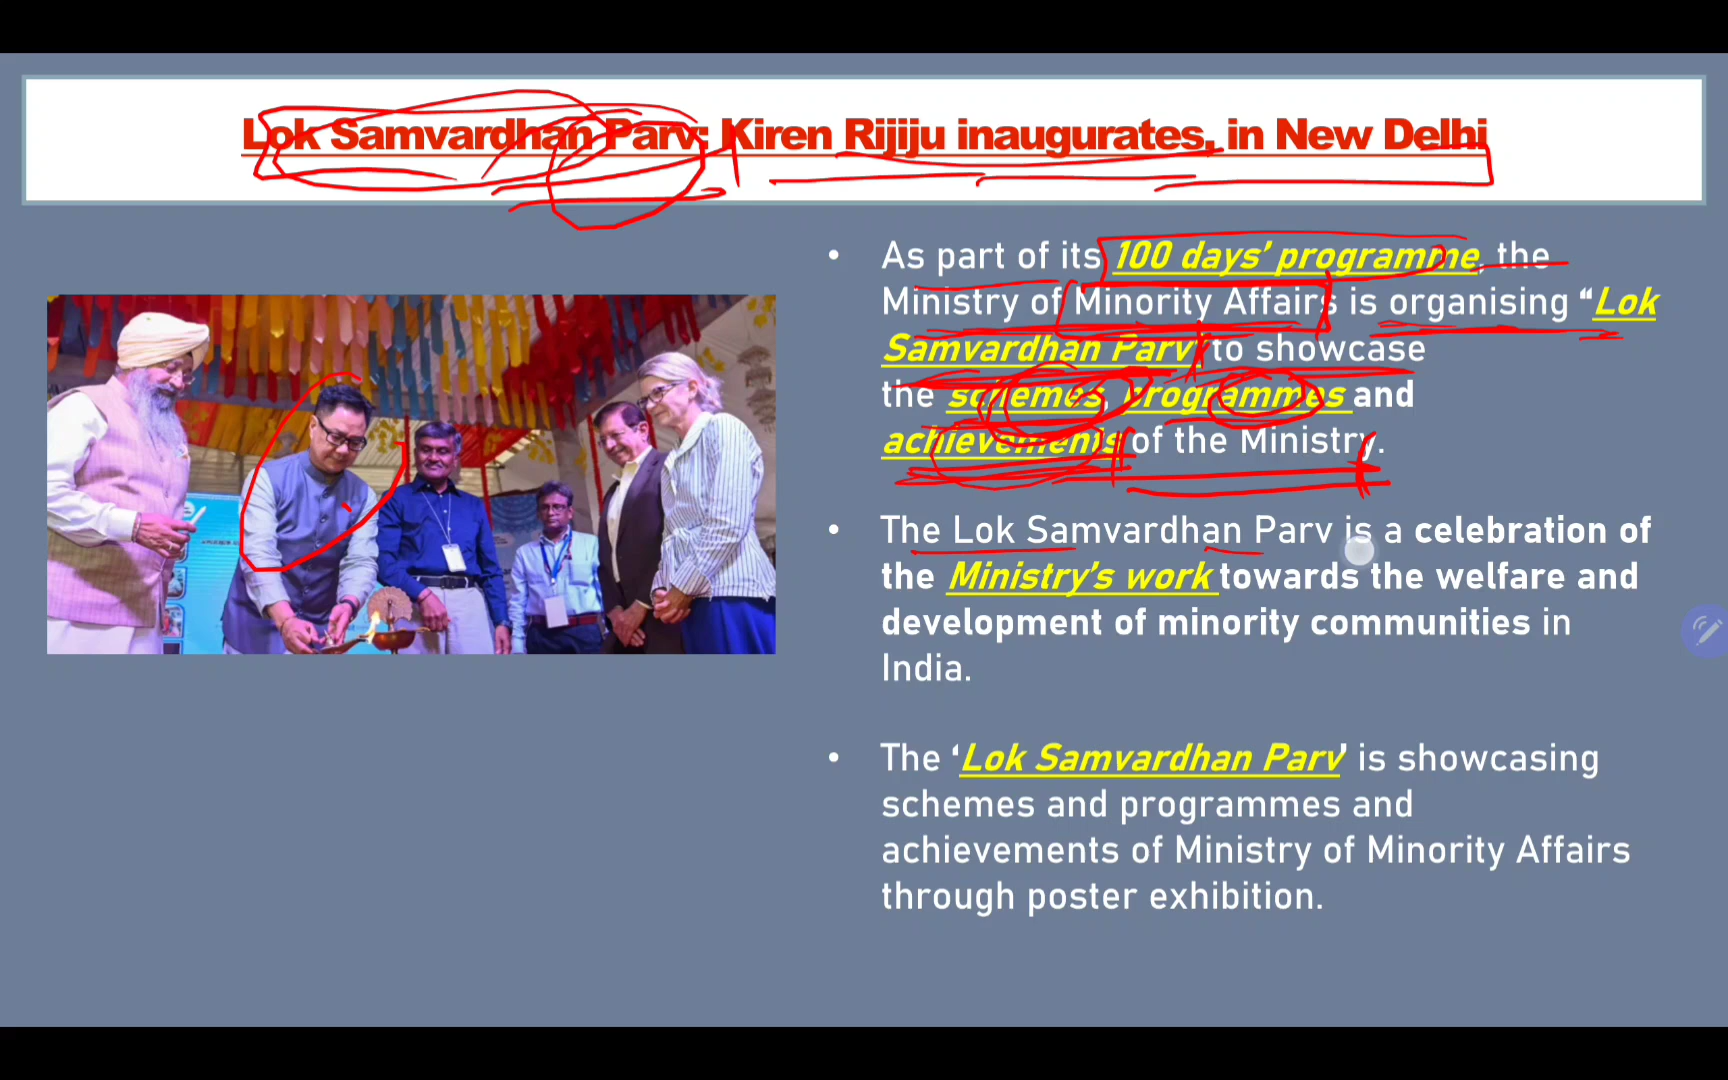 Lok Samvardhan Parv: Kiren Rijiju inaugurates, in New Delhi
• As part of its 100 days’ programme, the
Ministry of Minority Affairs is organising “Lok
Samvardhan Parv” to showcase
the schemes, programmes and
achievements of the Ministry.
• The Lok Samvardhan Parv is a celebration of
the Ministry’s work towards the welfare and
development of minority communities in
India.
• The ‘Lok Samvardhan Parv’ is showcasing
schemes and programmes and
achievements of Ministry of Minority Affairs
through poster exhibition.